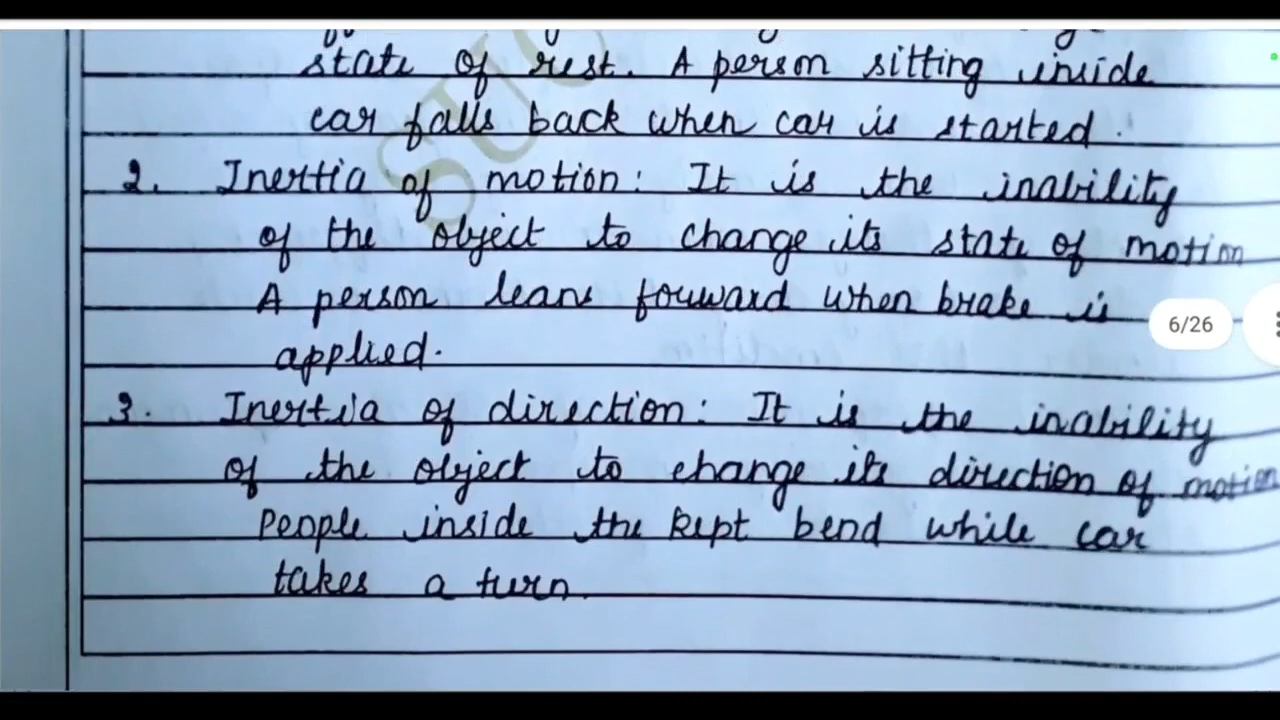 state of rest. A person sitting inside
car falls back when car is started.
2. Inertia of motion: It is the inability
of the object to change its state of motion
A person leans forward when brake is
applied.
6/26
3. Inertia of direction: It is the inability
of the object to change its direction of motion
People inside the kept bend while car
takes a turn.